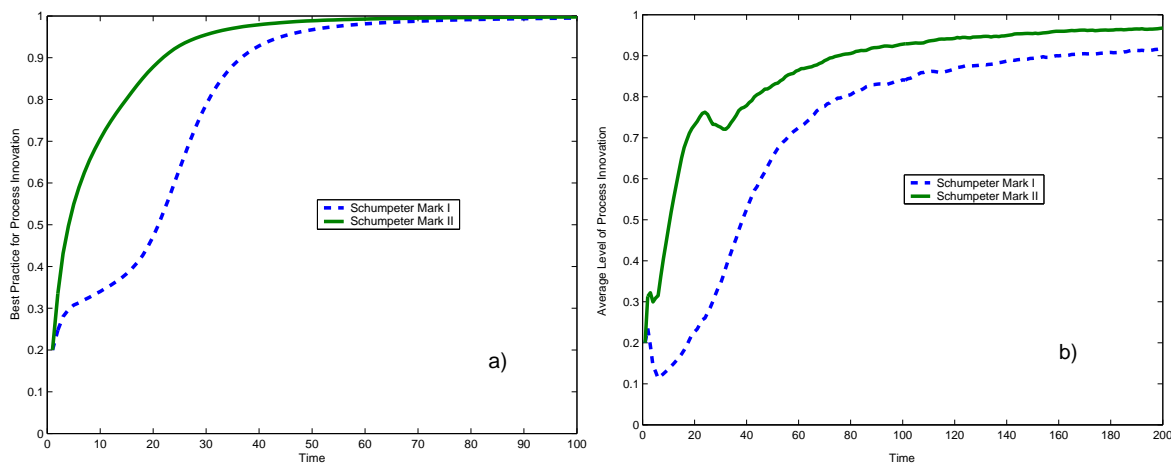 Best Practice for Process Innovation
1
0.9
0.8
0.7
0.6
0.5
0.4
0.3
0.2
0.1
0
Schumpeter Mark I
Schumpeter Mark II
a)
0 10 20 30 40 50 60 70 80 90 100
Time
Average Level of Process Innovation
1
0.9
0.8
0.7
0.6
0.5
0.4
0.3
0.2
0.1
0
Schumpeter Mark I
Schumpeter Mark II
b)
0 20 40 60 80 100 120 140 160 180 200
Time